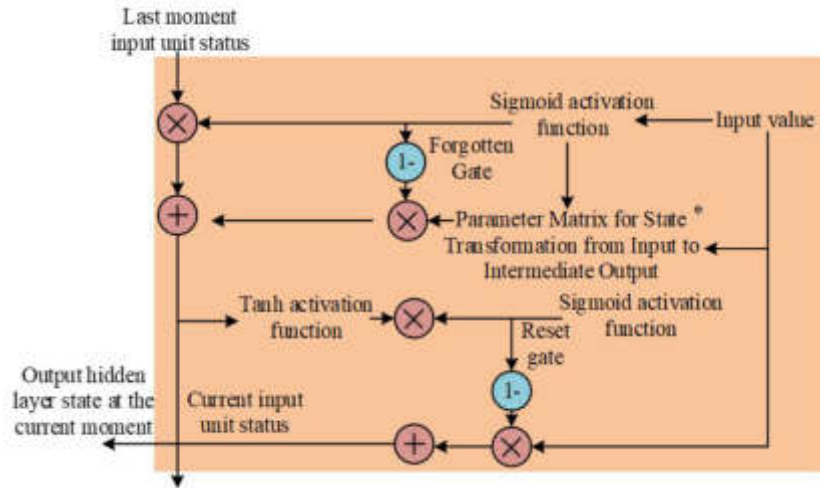 Last moment
input unit status
×
Sigmoid activation
function
Input value
1-
Forgotten
Gate
+
×
Parameter Matrix for State *
Transformation from Input to
Intermediate Output
Tanh activation
function
×
Sigmoid activation
function
Reset
gate
1-
Output hidden
layer state at the
current moment
Current input
unit status
+
×